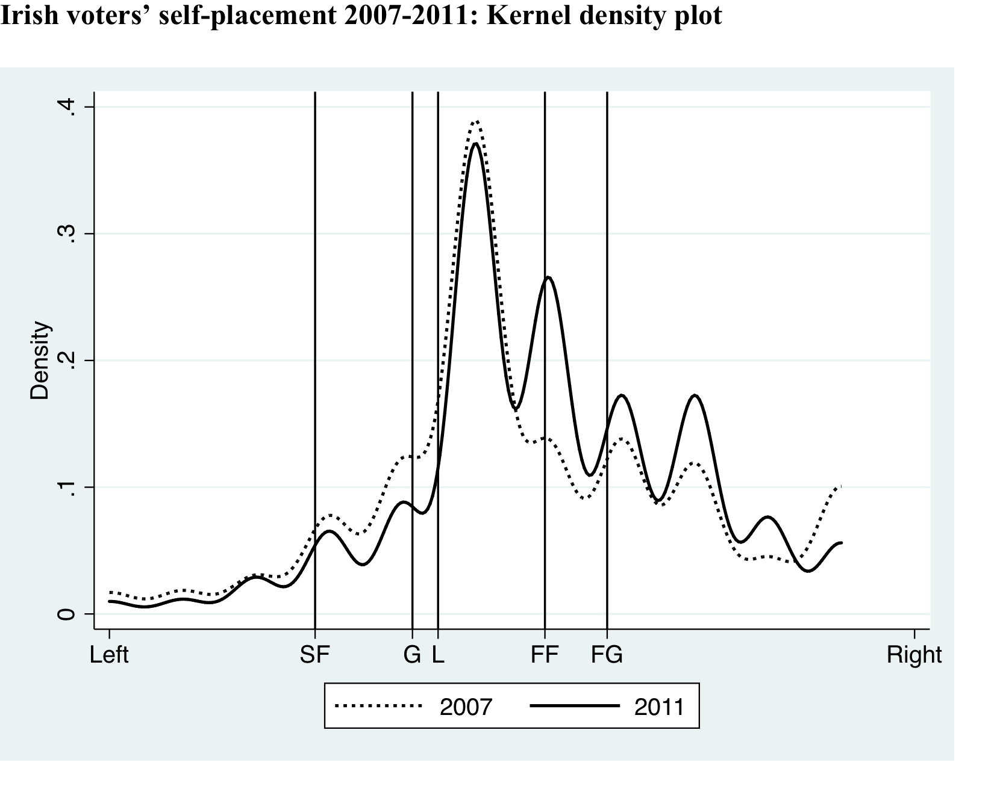 Irish voters’ self-placement 2007-2011: Kernel density plot
.4
.3
.2
.1
0
Density
Left SF G L FF FG Right
2007 2011